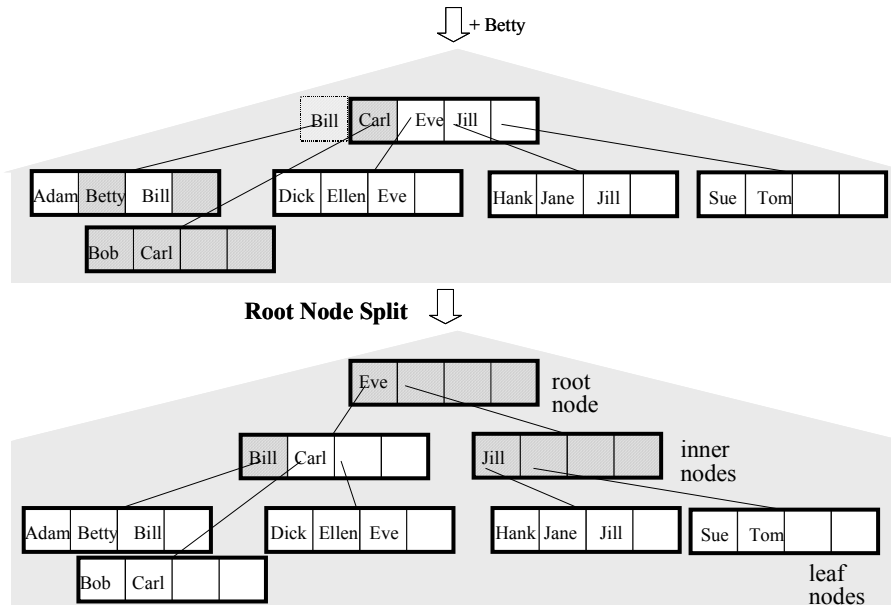 + Betty
Bill Carl Eve Jill
Adam Betty Bill Dick Ellen Eve Hank Jane Jill Sue Tom
Bob Carl
Root Node Split
Eve root
node
Bill Carl Jill inner
nodes
Adam Betty Bill Dick Ellen Eve Hank Jane Jill Sue Tom
Bob Carl leaf
nodes